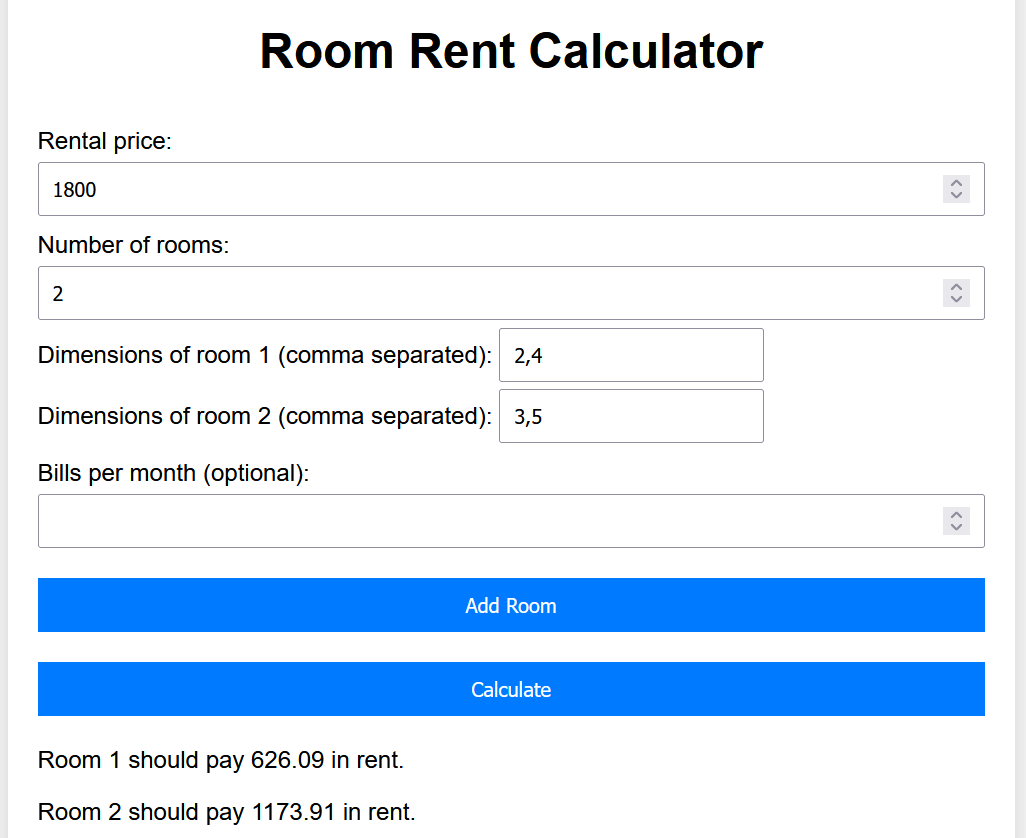 Room Rent Calculator
Rental price:
1800
Number of rooms:
2
Dimensions of room 1 (comma separated): 2,4
Dimensions of room 2 (comma separated): 3,5
Bills per month (optional):
Add Room
Calculate
Room 1 should pay 626.09 in rent.
Room 2 should pay 1173.91 in rent.